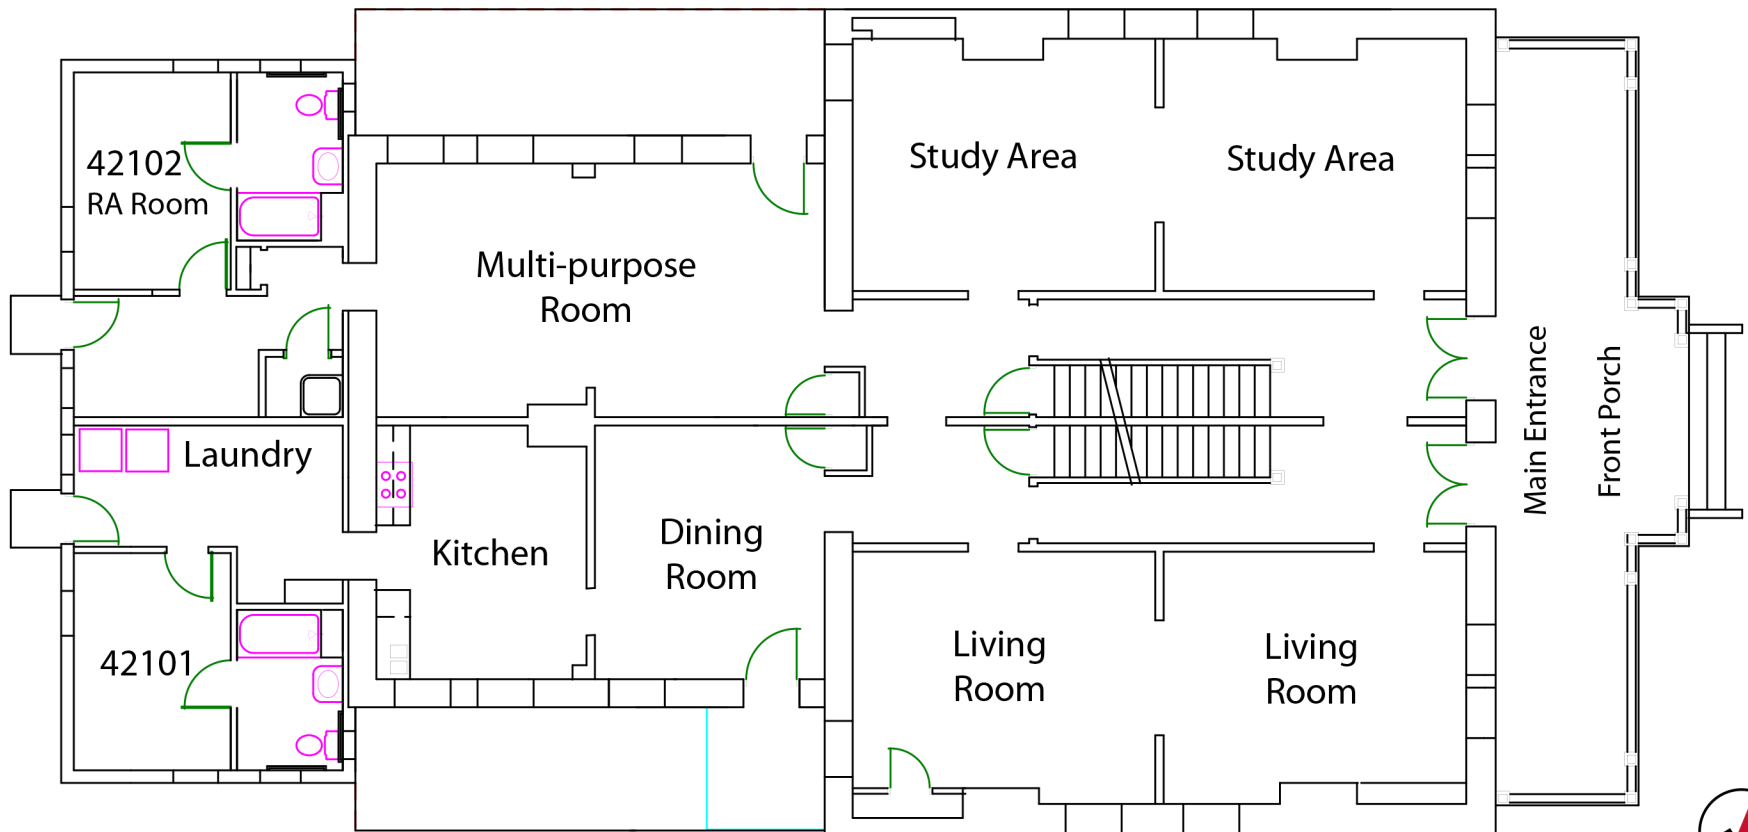 42102
RA Room
Multi-purpose
Room
Study Area
Study Area
Laundry
Kitchen
Dining
Room
42101
Living
Room
Living
Room
Main Entrance
Front Porch